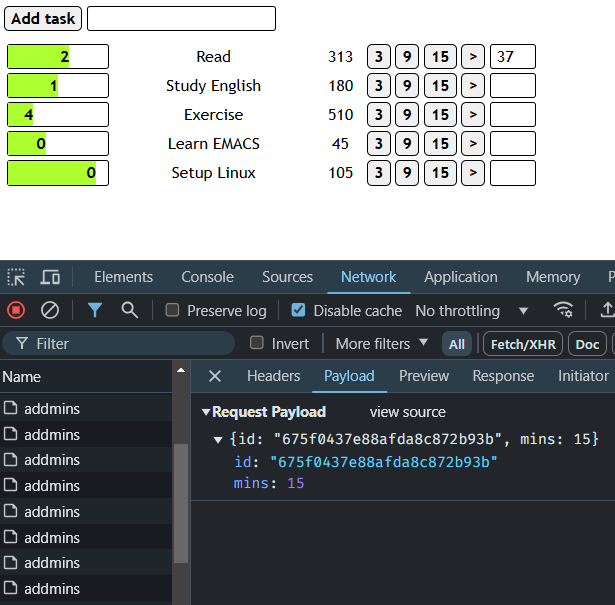 Add task
2 Read 313 3 9 15 > 37
1 Study English 180 3 9 15 >
4 Exercise 510 3 9 15 >
0 Learn EMACS 45 3 9 15 >
0 Setup Linux 105 3 9 15 >
Elements Console Sources Network Application Memory P
Preserve log Disable cache No throttling
Filter Invert More filters All Fetch/XHR Doc
Name Headers Payload Preview Response Initiator
addmins
addmins
addmins
addmins
addmins
addmins
addmins
addmins
Request Payload view source
{id: "675f0437e88afda8c872b93b", mins: 15}
id: "675f0437e88afda8c872b93b"
mins: 15